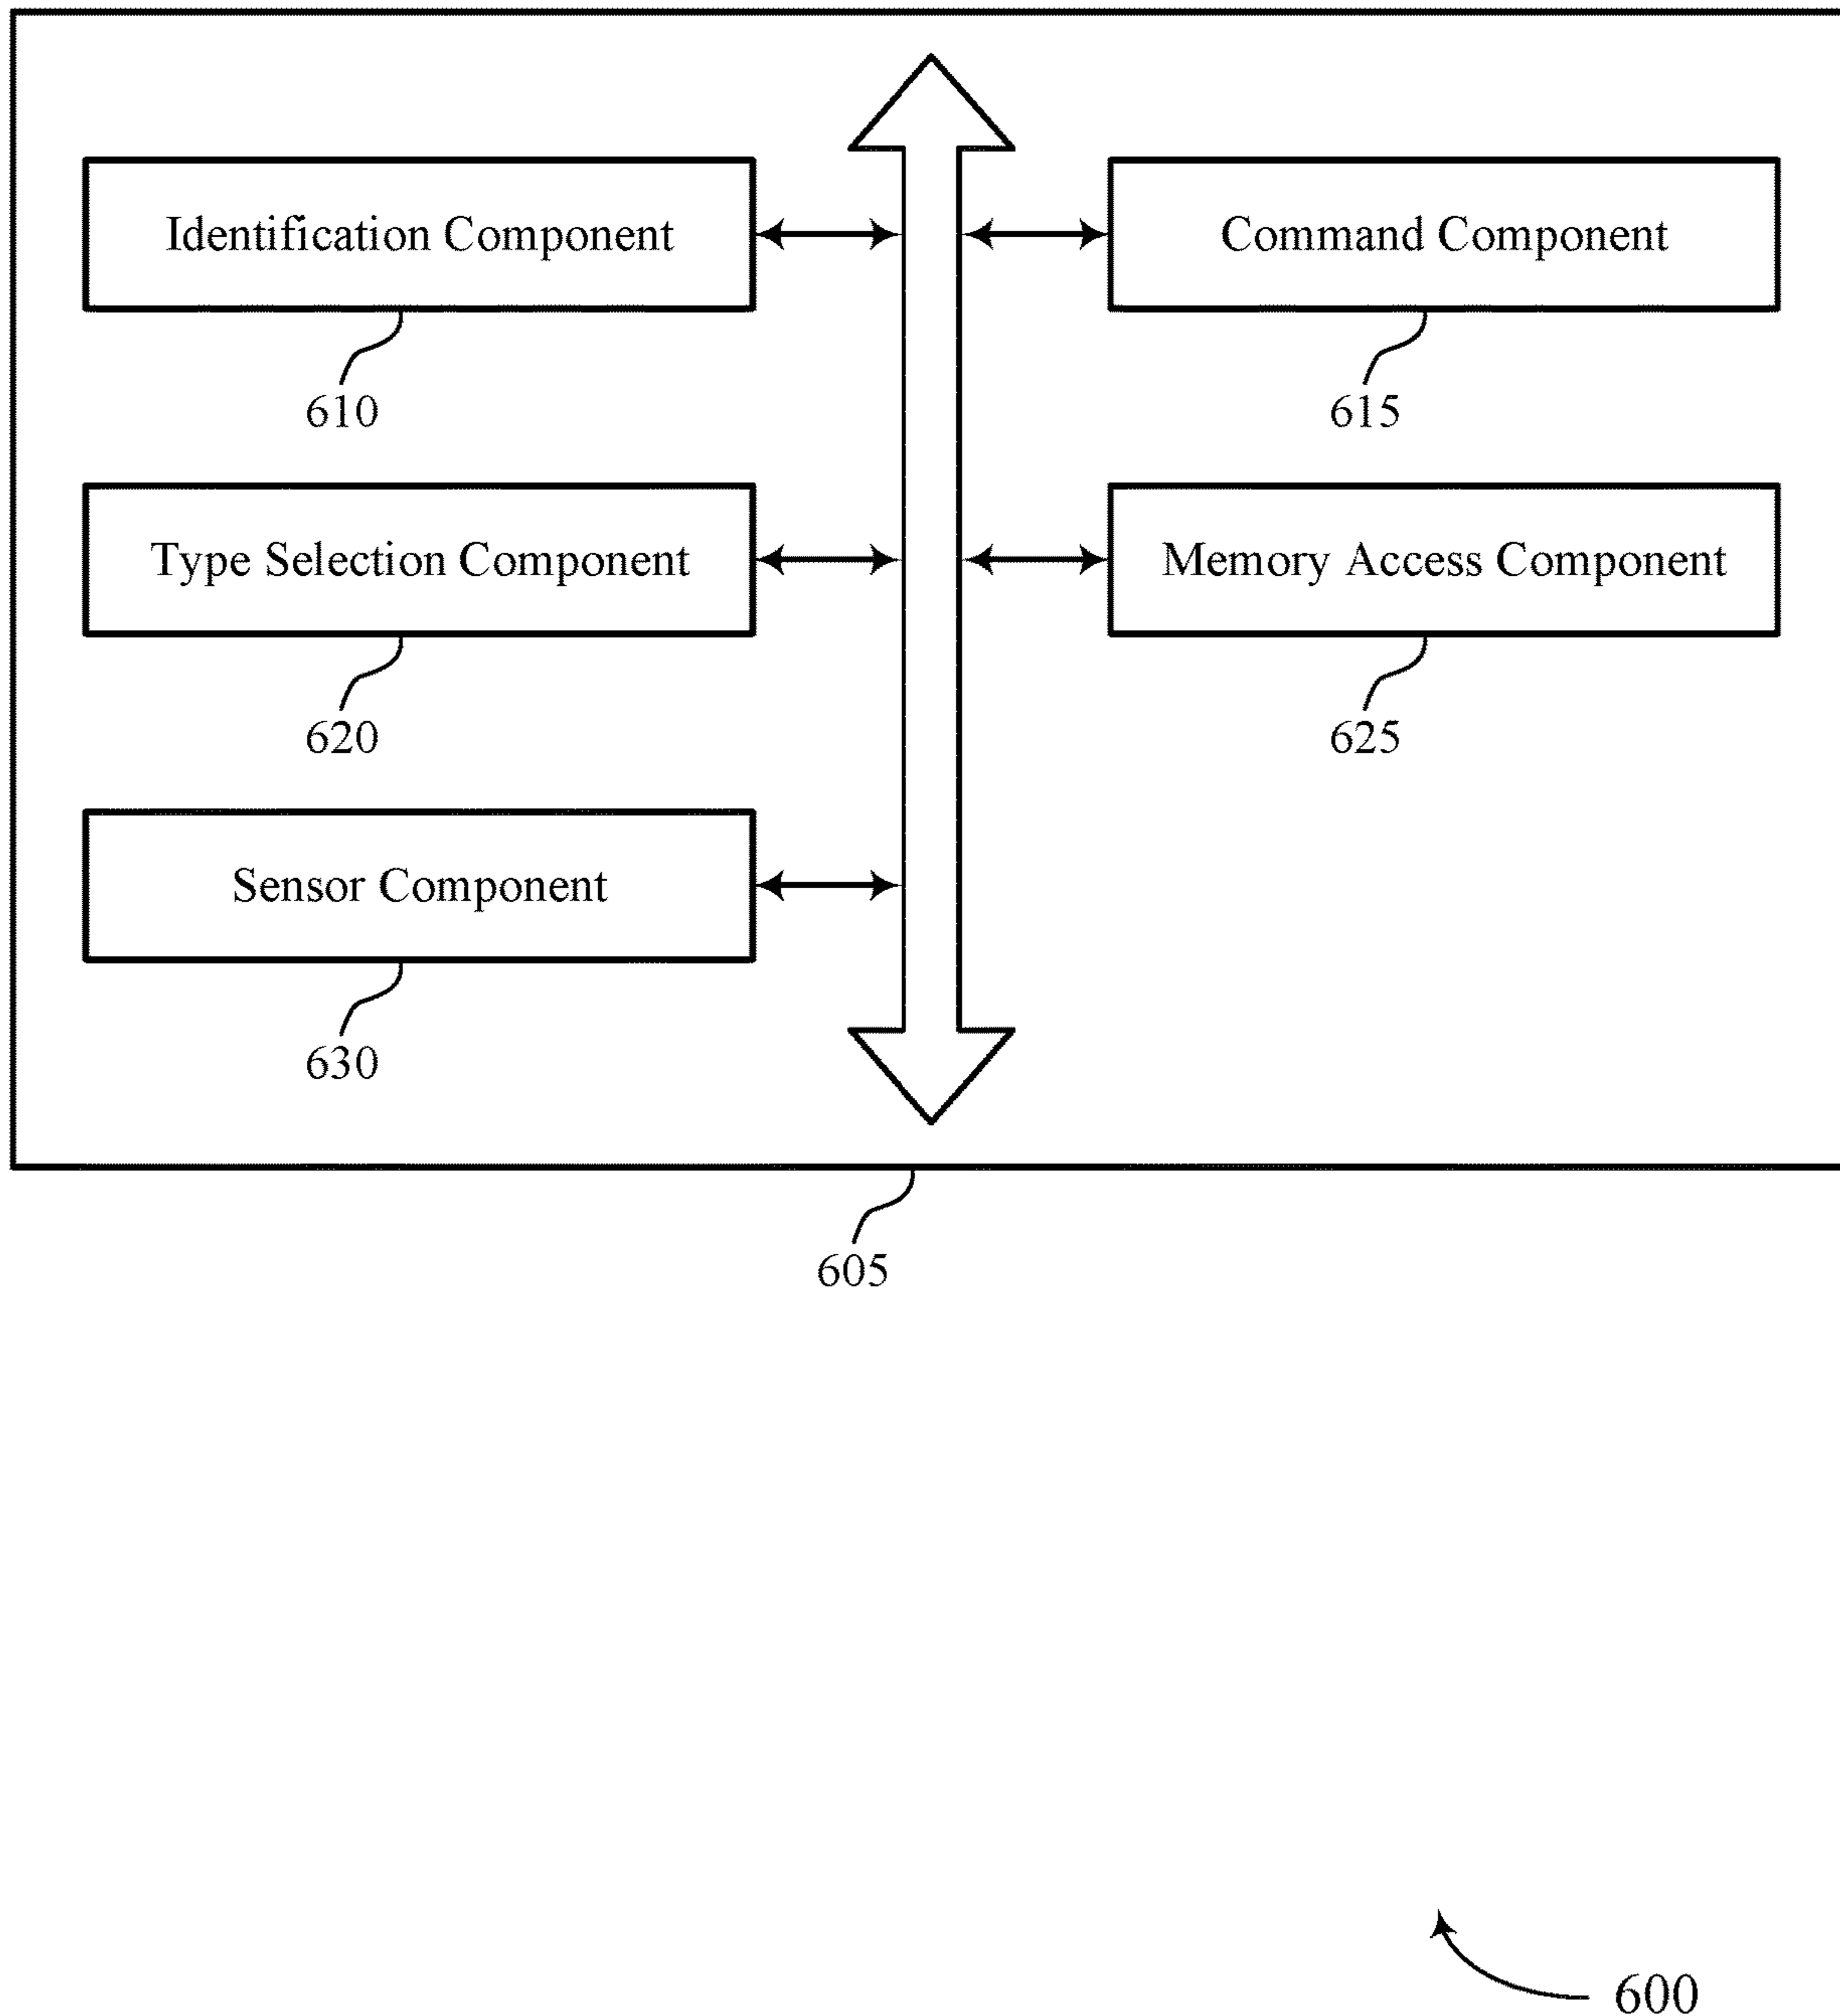 Identification Component
Command Component
610
615
Type Selection Component
Memory Access Component
620
625
Sensor Component
630
605
600